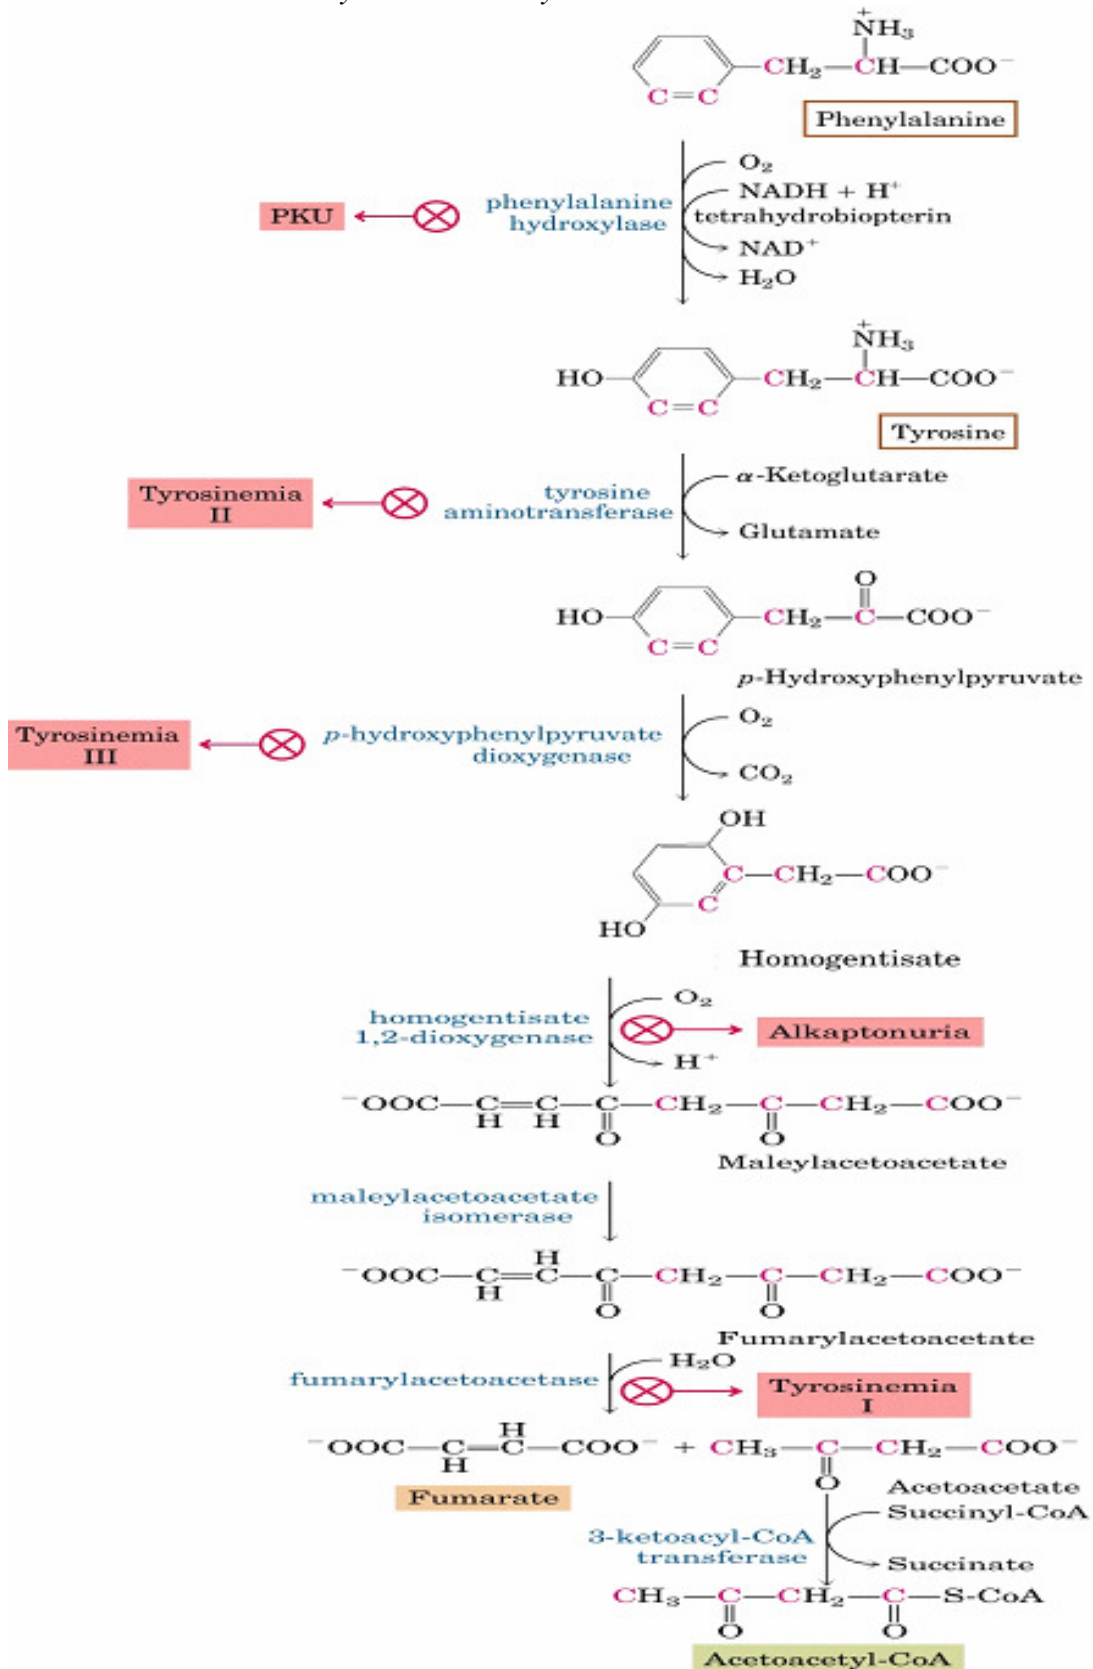 NH₃⁺
CH₂—CH—COO⁻
C=C
Phenylalanine
O₂
NADH + H⁺
phenylalanine
hydroxylase
tetrahydrobiopterin
PKU
NAD⁺
H₂O
NH₃⁺
HO
CH₂—CH—COO⁻
C=C
Tyrosine
α-Ketoglutarate
Tyrosinemia
II
tyrosine
aminotransferase
Glutamate
O
HO
CH₂—C—COO⁻
C=C
p-Hydroxyphenylpyruvate
O₂
Tyrosinemia
III
p-hydroxyphenylpyruvate
dioxygenase
CO₂
OH
C—CH₂—COO⁻
C
HO
Homogentisate
O₂
homogentisate
1,2-dioxygenase
Alkaptonuria
H⁺
⁻OOC—C=C—C—CH₂—C—CH₂—COO⁻
H H O O
Maleylacetoacetate
maleylacetoacetate
isomerase
H
⁻OOC—C=C—C—CH₂—C—CH₂—COO⁻
H O O
Fumarylacetoacetate
H₂O
fumarylacetoacetase
Tyrosinemia
I
H
⁻OOC—C=C—COO⁻ + CH₃—C—CH₂—COO⁻
H O
Fumarate
Acetoacetate
Succinyl-CoA
3-ketoacyl-CoA
transferase
Succinate
CH₃—C—CH₂—C—S-CoA
O O
Acetoacetyl-CoA